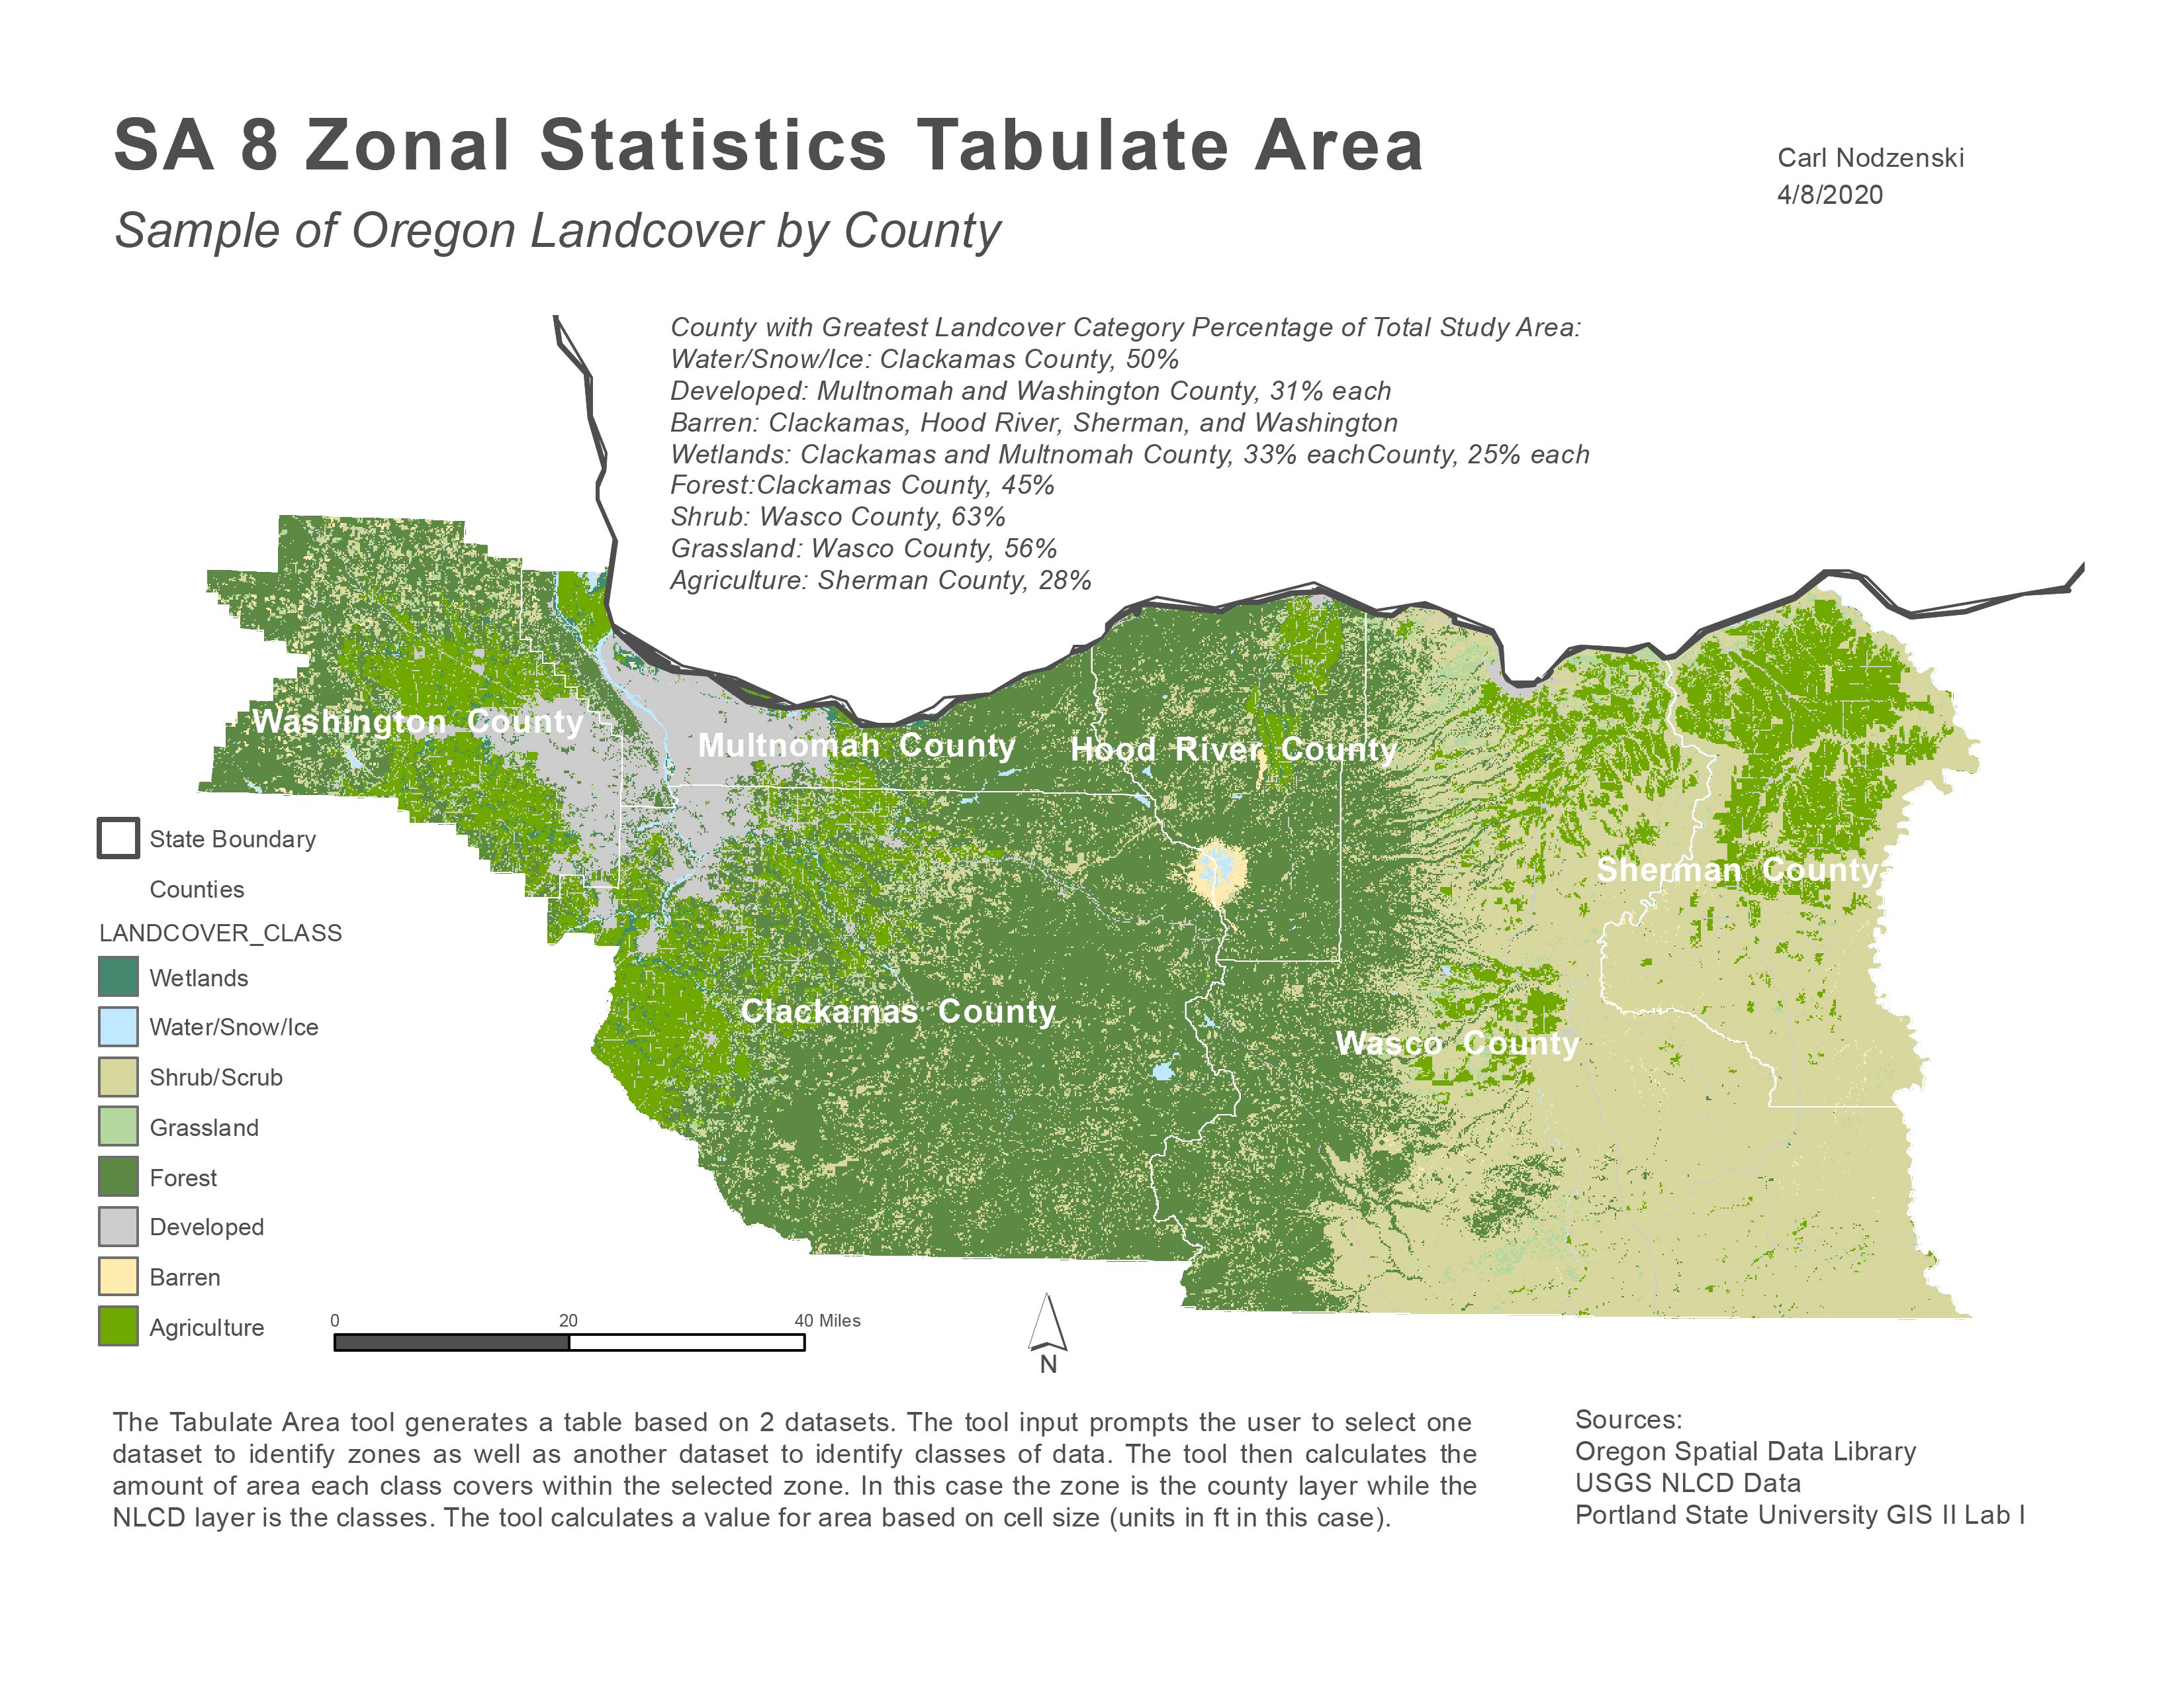 SA 8 Zonal Statistics Tabulate Area
Carl Nodzenski
4/8/2020
Sample of Oregon Landcover by County
County with Greatest Landcover Category Percentage of Total Study Area:
Water/Snow/Ice: Clackamas County, 50%
Developed: Multnomah and Washington County, 31% each
Barren: Clackamas, Hood River, Sherman, and Washington
Wetlands: Clackamas and Multnomah County, 33% eachCounty, 25% each
Forest:Clackamas County, 45%
Shrub: Wasco County, 63%
Grassland: Wasco County, 56%
Agriculture: Sherman County, 28%
Washington County
Multnomah County
Hood River County
Sherman County
Clackamas County
Wasco County
State Boundary
Counties
LANDCOVER_CLASS
Wetlands
Water/Snow/Ice
Shrub/Scrub
Grassland
Forest
Developed
Barren
Agriculture
0 20 40 Miles
N
The Tabulate Area tool generates a table based on 2 datasets. The tool input prompts the user to select one
dataset to identify zones as well as another dataset to identify classes of data. The tool then calculates the
amount of area each class covers within the selected zone. In this case the zone is the county layer while the
NLCD layer is the classes. The tool calculates a value for area based on cell size (units in ft in this case).
Sources:
Oregon Spatial Data Library
USGS NLCD Data
Portland State University GIS II Lab I